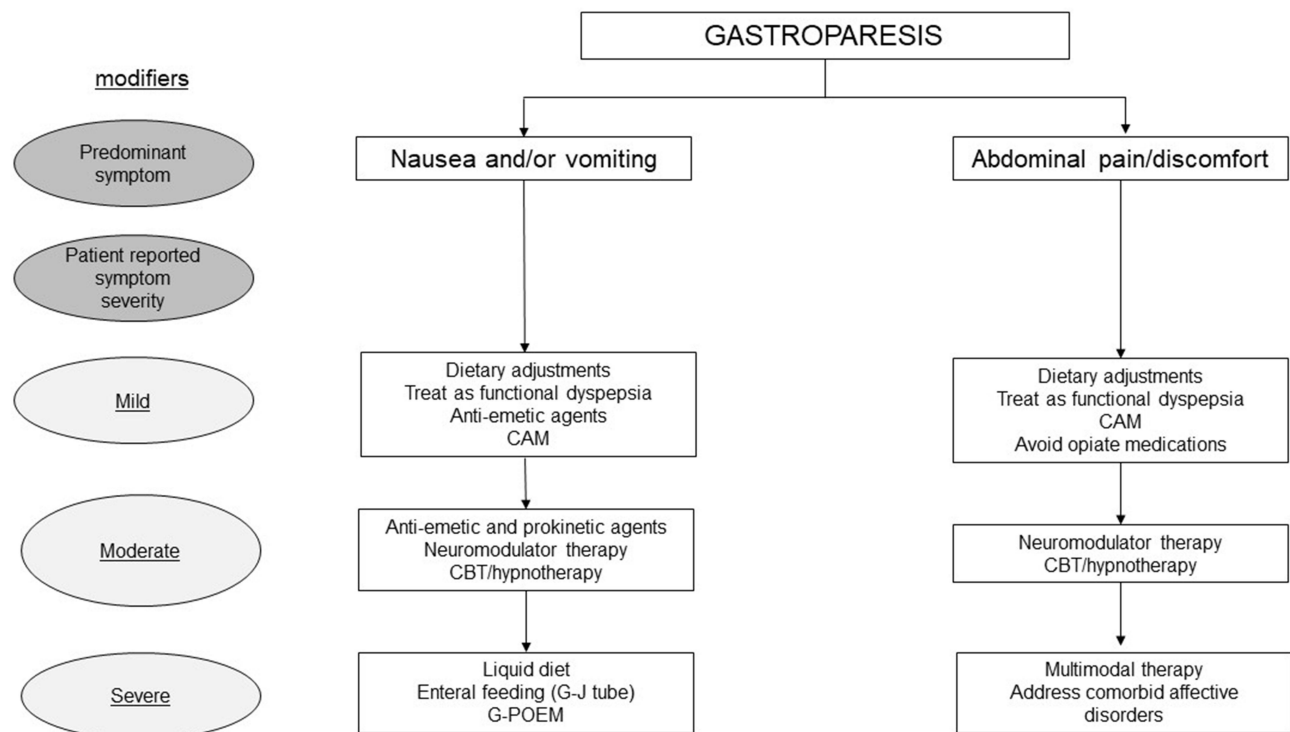 GASTROPARESIS
modifiers
Predominant
symptom
Nausea and/or vomiting
Abdominal pain/discomfort
Patient reported
symptom
severity
Mild
Dietary adjustments
Treat as functional dyspepsia
Anti-emetic agents
CAM
Dietary adjustments
Treat as functional dyspepsia
CAM
Avoid opiate medications
Moderate
Anti-emetic and prokinetic agents
Neuromodulator therapy
CBT/hypnotherapy
Neuromodulator therapy
CBT/hypnotherapy
Severe
Liquid diet
Enteral feeding (G-J tube)
G-POEM
Multimodal therapy
Address comorbid affective
disorders